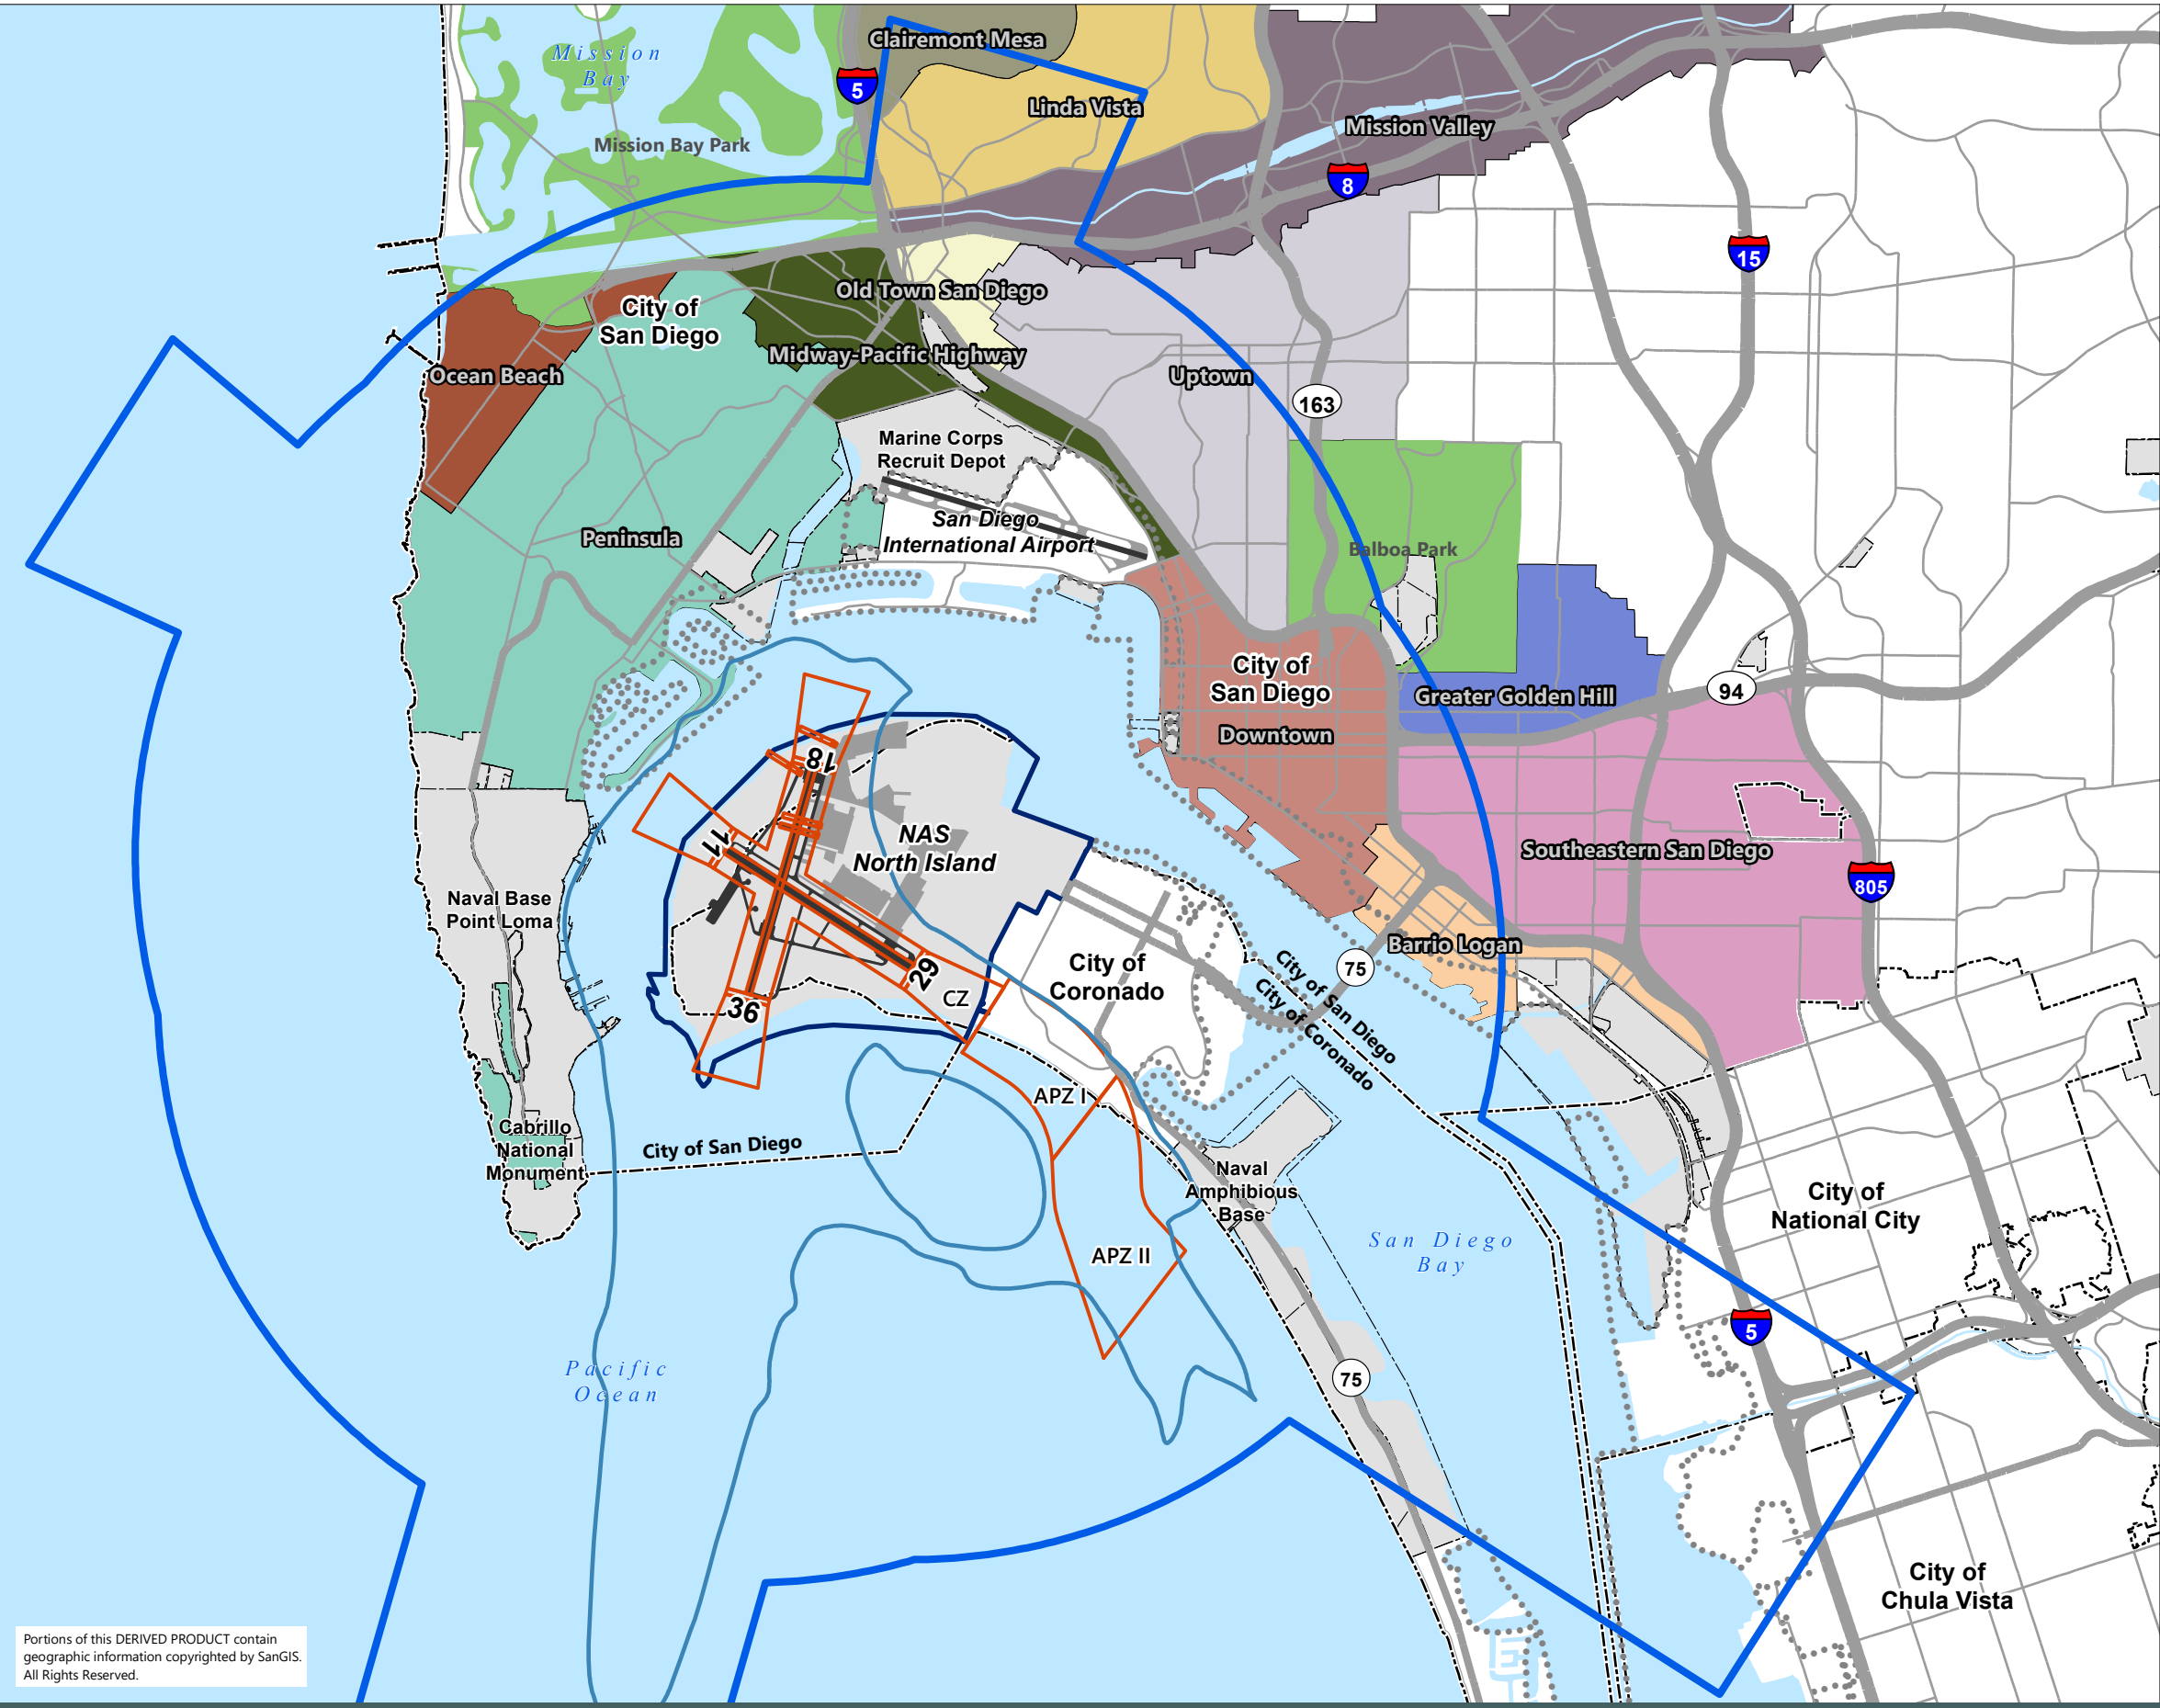 Clairemont Mesa
Mission
Bay
5
Linda Vista
Mission Valley
Mission Bay Park
8
15
Old Town San Diego
City of
San Diego
Midway-Pacific Highway
Ocean Beach
Uptown
163
Marine Corps
Recruit Depot
San Diego
International Airport
Peninsula
Balboa Park
City of
San Diego
94
Greater Golden Hill
Downtown
18
11
NAS
North Island
Southeastern San Diego
805
Naval Base
Point Loma
Barrio Logan
75
City of
Coronado
29
CZ
36
City of San Diego
City of Coronado
APZ I
Cabrillo
National
Monument
City of San Diego
Naval
Amphibious
Base
City of
National City
San Diego
Bay
APZ II
5
Pacific
Ocean
75
City of
Chula Vista
Portions of this DERIVED PRODUCT contain
geographic information copyrighted by SanGIS.
All Rights Reserved.